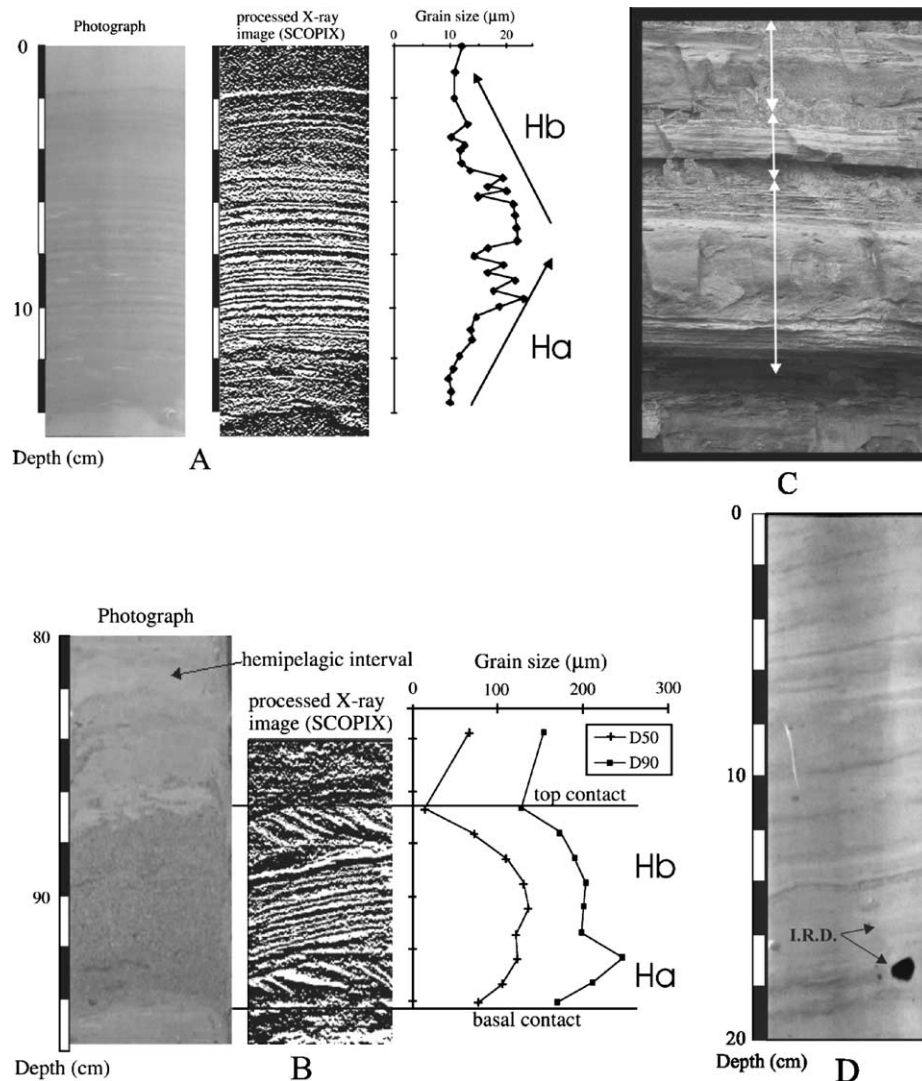 Photograph
processed X-ray
image (SCOPIX)
Grain size (μm)
0
10
20
0
10
Hb
Ha
Depth (cm)
A
C
Photograph
80
90
hemipelagic interval
processed X-ray
image (SCOPIX)
Grain size (μm)
0
100
200
300
D50
D90
top contact
Hb
Ha
basal contact
Depth (cm)
B
0
10
I.R.D.
20
Depth (cm)
D